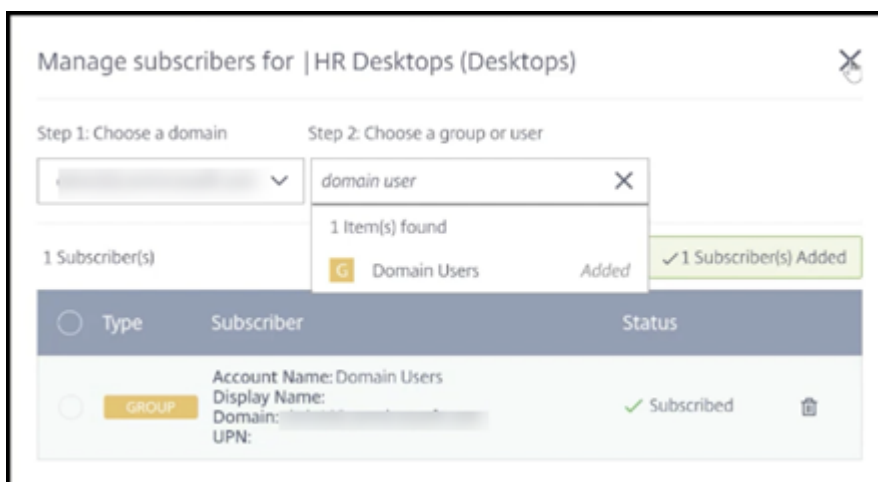 Manage subscribers for |HR Desktops (Desktops)
Step 1: Choose a domain
Step 2: Choose a group or user
domain user
1 Item(s) found
G Domain Users Added
1 Subscriber(s)
✓1 Subscriber(s) Added
Type Subscriber Status
GROUP
Account Name: Domain Users
Display Name:
Domain:
UPN:
✓ Subscribed